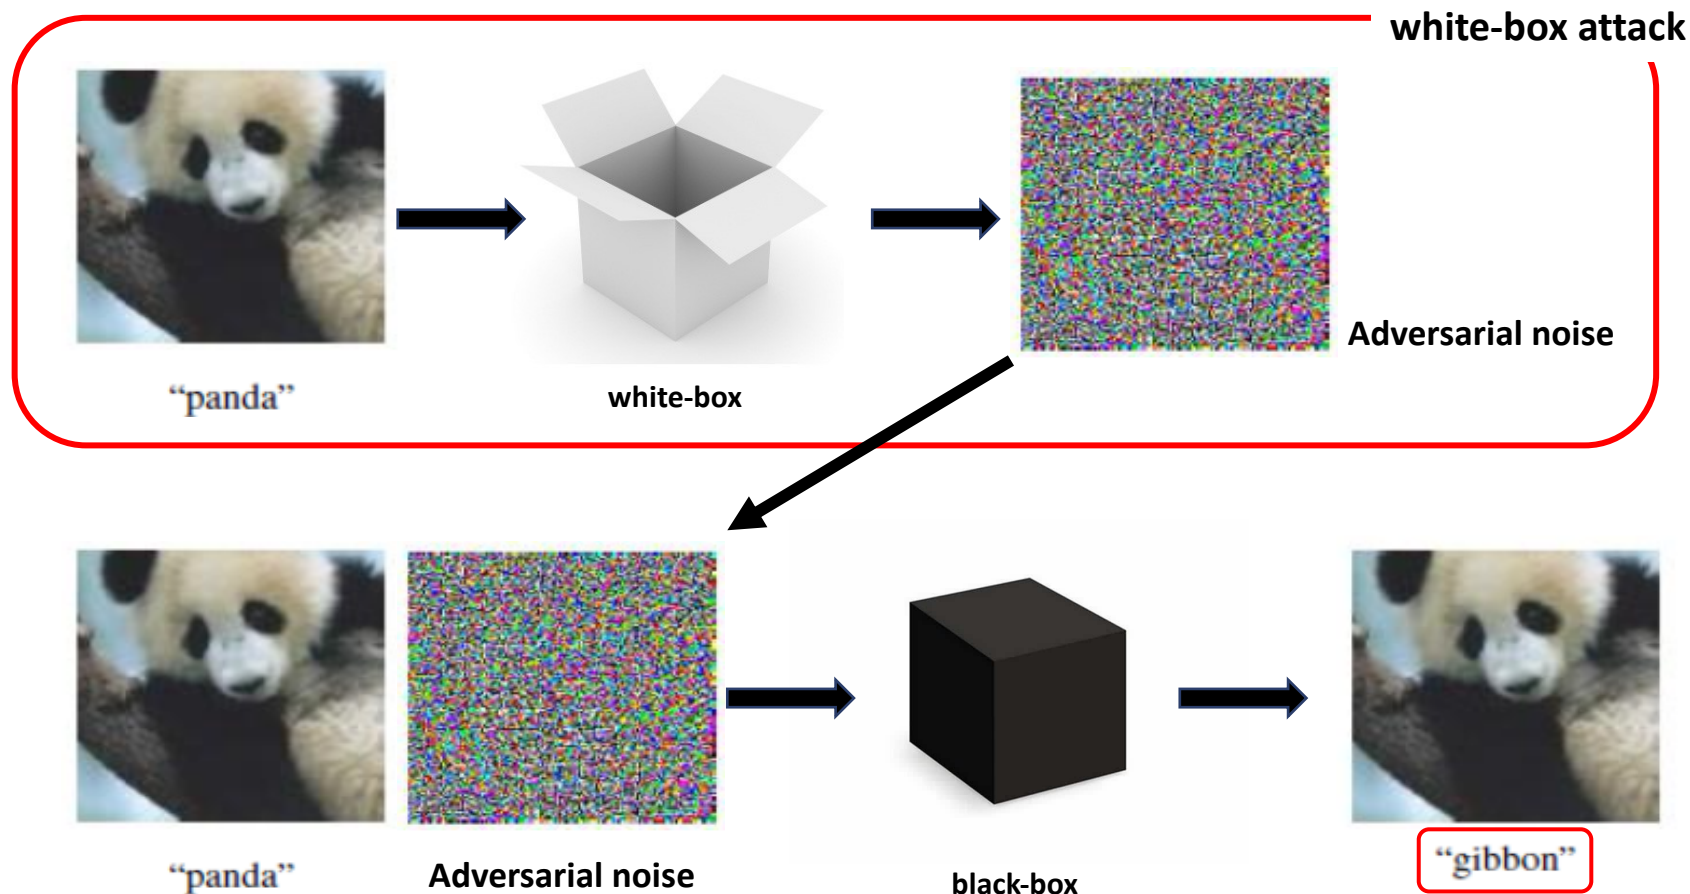 white-box attack
Adversarial noise
“panda”
white-box
“panda”
Adversarial noise
black-box
“gibbon”